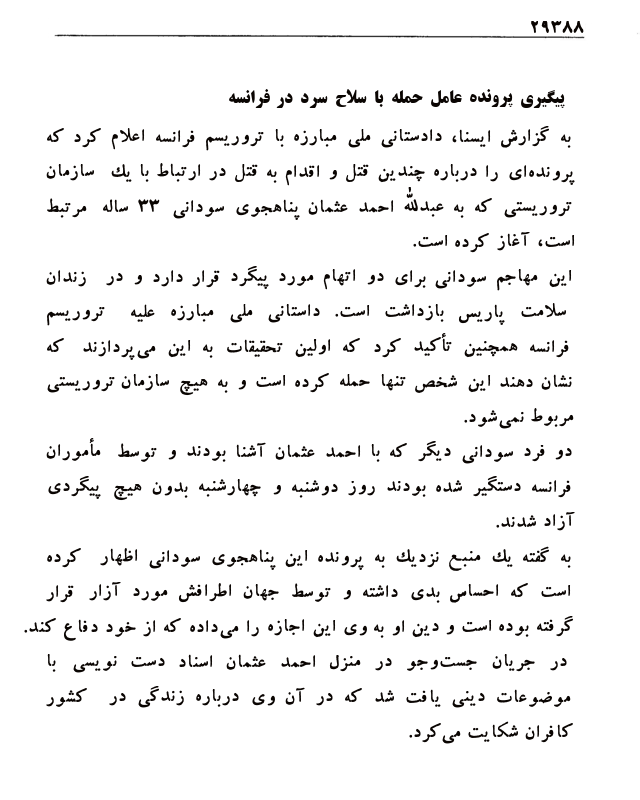 ۲۹۳۸۸
پیگیری پرونده عامل حمله با سلاح سرد در فرانسه
به گزارش ایسنا، دادستانی ملی مبارزه با تروریسم فرانسه اعلام کرد که
پرونده‌ای را درباره چندین قتل و اقدام به قتل در ارتباط با یك سازمان
تروریستی که به عبدالله احمد عثمان پناهجوی سودانی ۳۳ ساله مرتبط
است، آغاز کرده است.
این مهاجم سودانی برای دو اتهام مورد پیگرد قرار دارد و در زندان
سلامت پاریس بازداشت است. داستانی ملی مبارزه علیه تروریسم
فرانسه همچنین تأکید کرد که اولین تحقیقات به این می‌پردازند که
نشان دهند این شخص تنها حمله کرده است و به هیچ سازمان تروریستی
مربوط نمی‌شود.
دو فرد سودانی دیگر که با احمد عثمان آشنا بودند و توسط مأموران
فرانسه دستگیر شده بودند روز دوشنبه و چهارشنبه بدون هیچ پیگردی
آزاد شدند.
به گفته یك منبع نزدیك به پرونده این پناهجوی سودانی اظهار کرده
است که احساس بدی داشته و توسط جهان اطرافش مورد آزار قرار
گرفته بوده است و دین او به وی این اجازه را می‌داده که از خود دفاع کند.
در جریان جست‌وجو در منزل احمد عثمان اسناد دست نویسی با
موضوعات دینی یافت شد که در آن وی درباره زندگی در کشور
کافران شکایت می‌کرد.